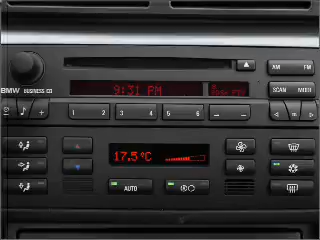 AM FM
9:31 PM
BMW BUSINESS CD
SCAN MODE
1 2 3 4 5 6
17,5 °C
AUTO